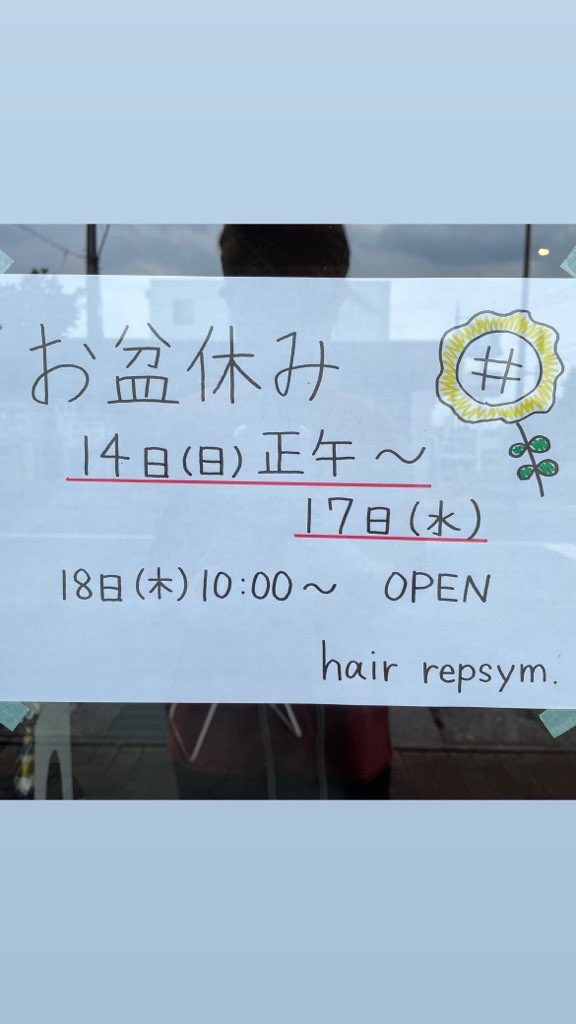 お盆休み
#
14日(日)正午～
17日(水)
18日(木)10:00～ OPEN
hair repsym.